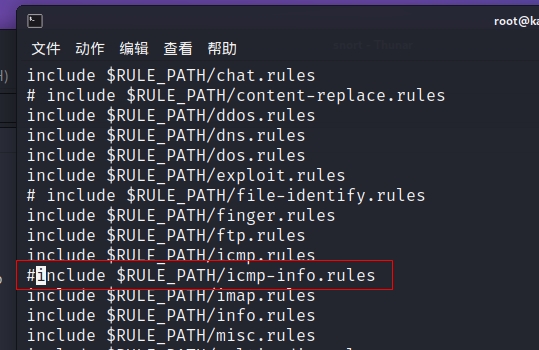 root@ka
文件 动作 编辑 查看 帮助
include $RULE_PATH/chat.rules
# include $RULE_PATH/content-replace.rules
include $RULE_PATH/ddos.rules
include $RULE_PATH/dns.rules
include $RULE_PATH/dos.rules
include $RULE_PATH/exploit.rules
# include $RULE_PATH/file-identify.rules
include $RULE_PATH/finger.rules
include $RULE_PATH/ftp.rules
include $RULE_PATH/icmp.rules
#include $RULE_PATH/icmp-info.rules
include $RULE_PATH/imap.rules
include $RULE_PATH/info.rules
include $RULE_PATH/misc.rules